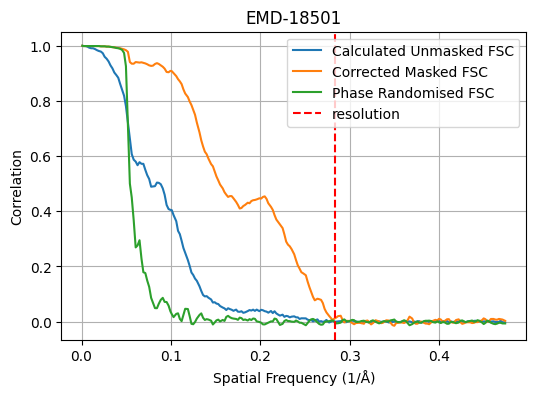 EMD-18501
Calculated Unmasked FSC
Corrected Masked FSC
Phase Randomised FSC
resolution
Correlation
1.0
0.8
0.6
0.4
0.2
0.0
0.0 0.1 0.2 0.3 0.4
Spatial Frequency (1/Å)